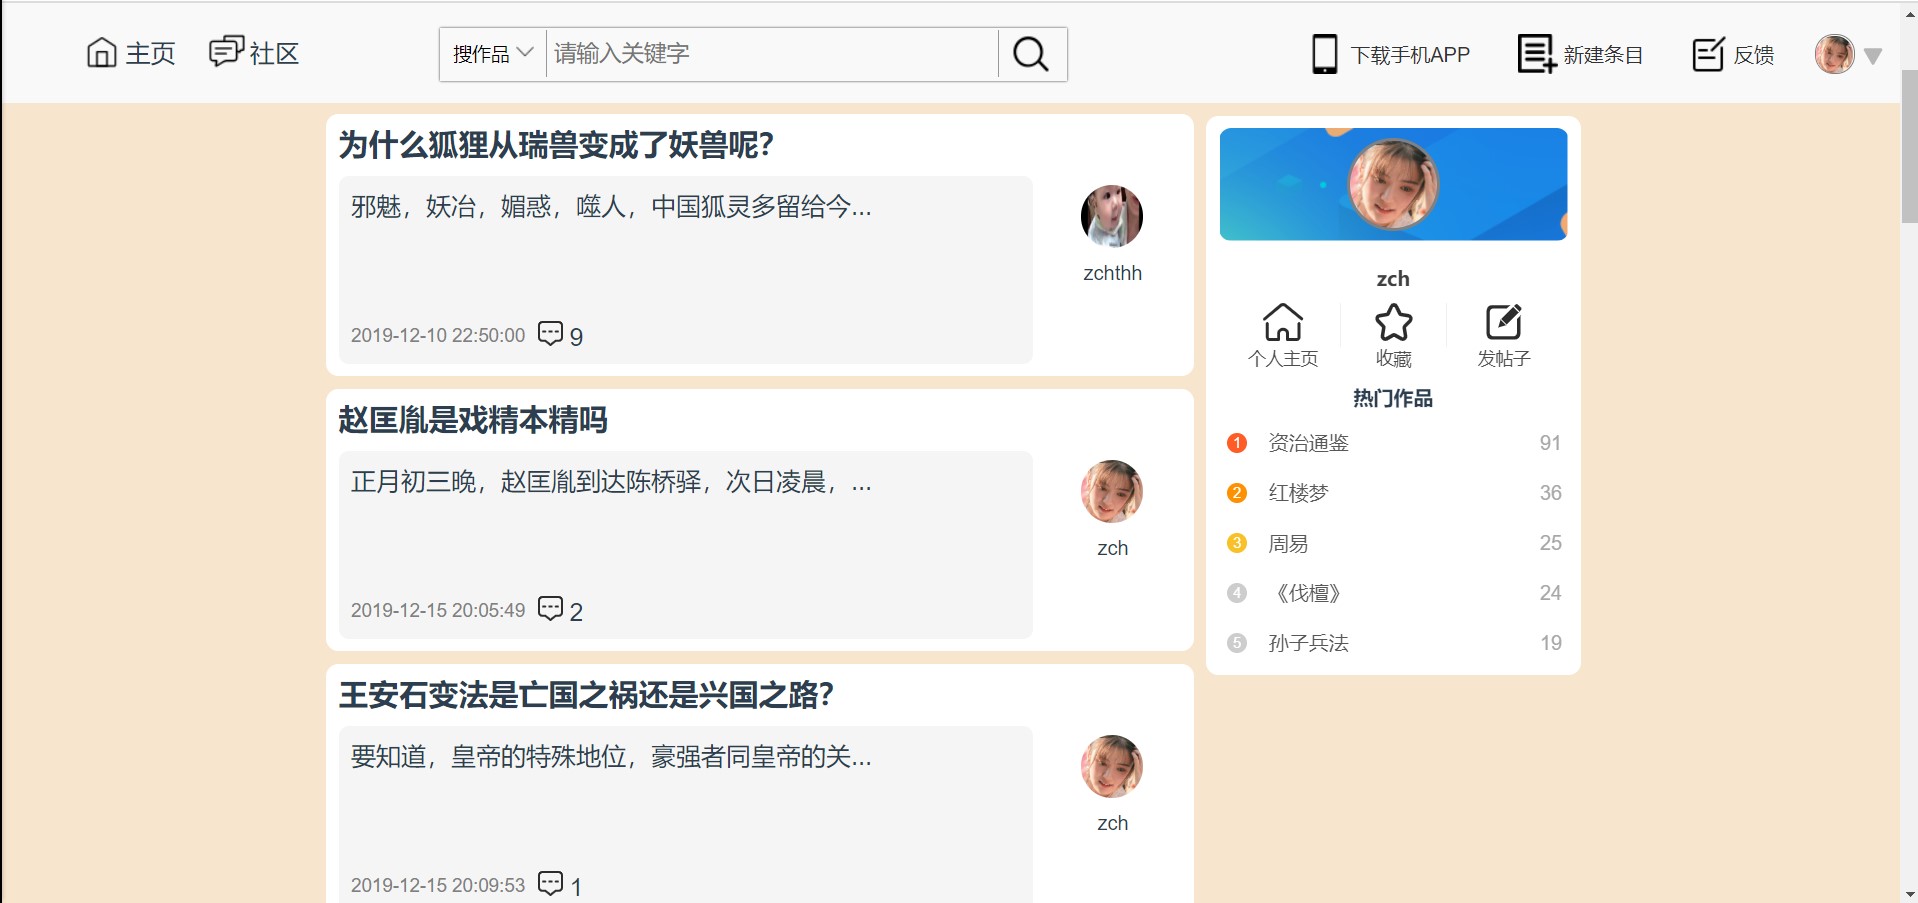 主页
社区
搜作品
请输入关键字
下载手机APP
新建条目
反馈
为什么狐狸从瑞兽变成了妖兽呢?
邪魅，妖冶，媚惑，噬人，中国狐灵多留给今...
zchthh
2019-12-10 22:50:00
9
赵匡胤是戏精本精吗
正月初三晚，赵匡胤到达陈桥驿，次日凌晨，...
zch
2019-12-15 20:05:49
2
王安石变法是亡国之祸还是兴国之路?
要知道，皇帝的特殊地位，豪强者同皇帝的关...
zch
2019-12-15 20:09:53
1
zch
个人主页
收藏
发帖子
热门作品
1 资治通鉴 91
2 红楼梦 36
3 周易 25
4 《伐檀》 24
5 孙子兵法 19